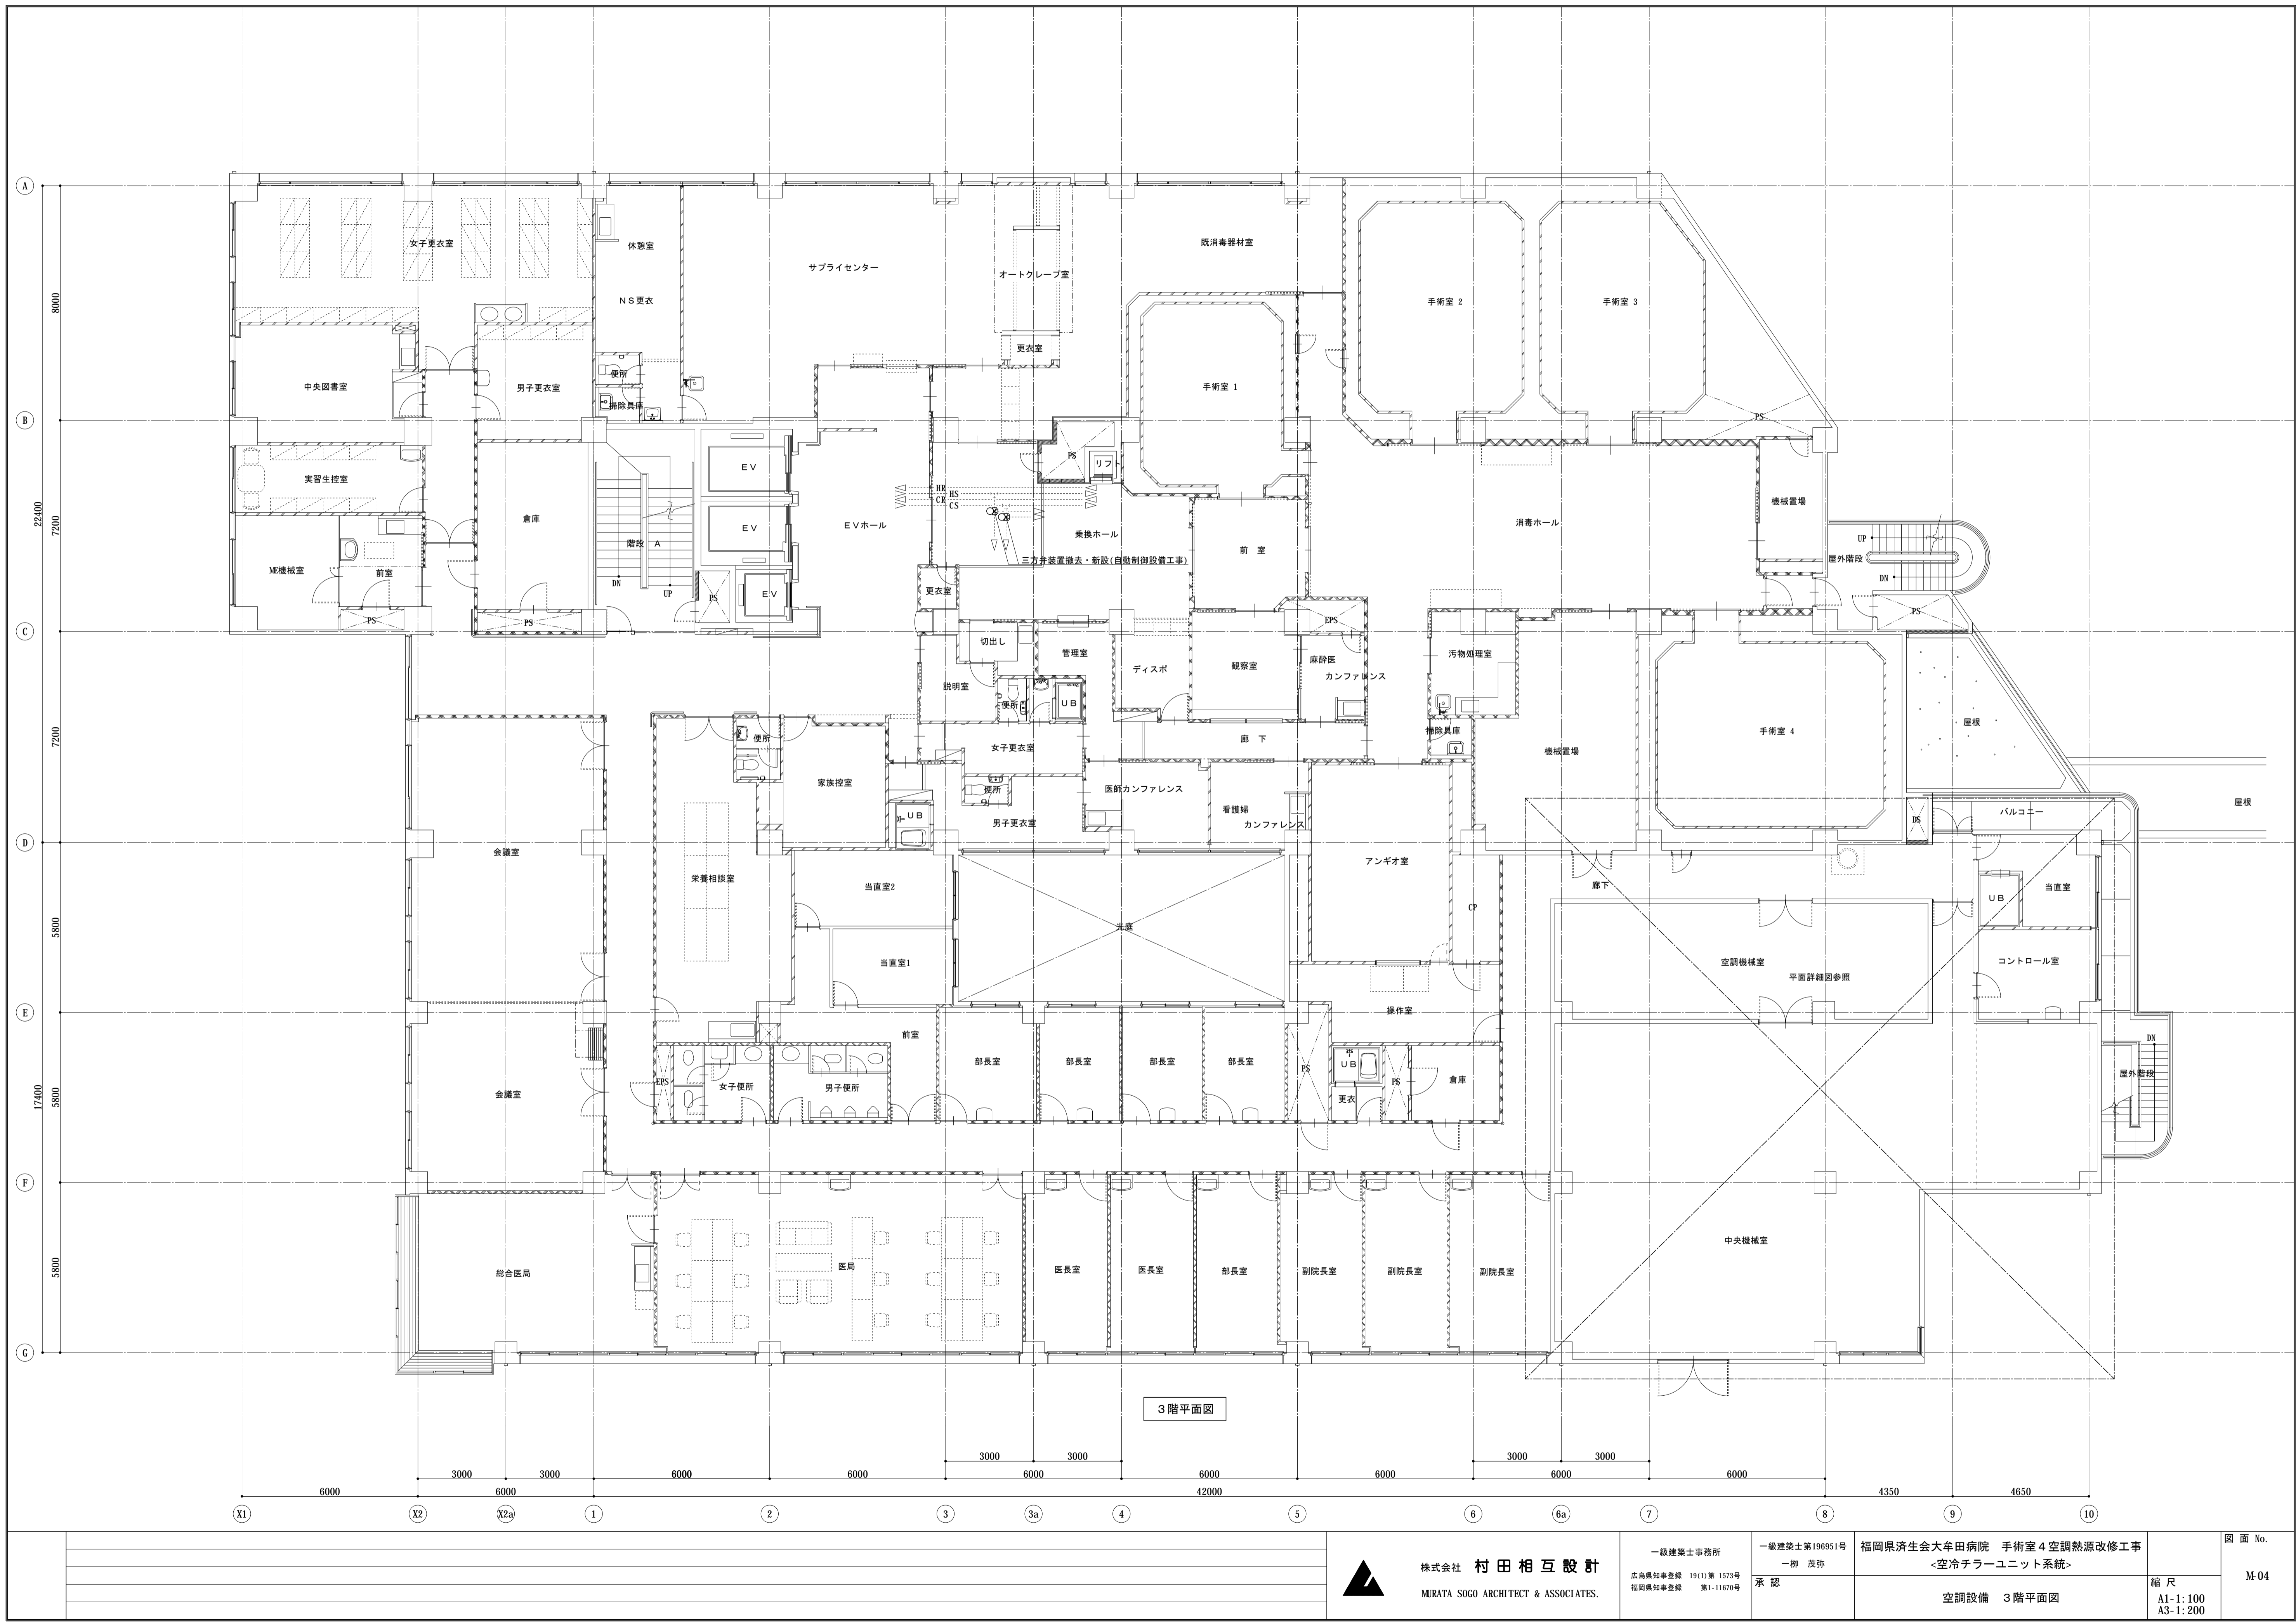 A
女子更衣室
休憩室
NS更衣
サプライセンター
オートクレーブ室
既消毒器材室
手術室 2
手術室 3
8000
更衣室
中央図書室
男子更衣室
便所
掃除具庫
手術室 1
B
PS
実習生控室
倉庫
EV
EV
EV
階段 A
DN
UP
PS
EVホール
PS
リフト
HR
HS
CR
CS
乗換ホール
三方弁装置撤去・新設(自動制御設備工事)
前 室
消毒ホール
機械置場
UP
屋外階段
DN
PS
22400
7200
ME機械室
前室
PS
PS
更衣室
C
EPS
切出し
管理室
ディスポ
観察室
麻酔医
カンファレンス
汚物処理室
説明室
便所
UB
掃除具庫
機械置場
手術室 4
屋根
7200
便所
家族控室
女子更衣室
廊 下
便所
医師カンファレンス
看護婦
カンファレンス
UB
男子更衣室
DS
バルコニー
屋根
D
会議室
栄養相談室
当直室2
アンギオ室
廊下
UB
当直室
CP
光庭
5800
当直室1
空調機械室
平面詳細図参照
コントロール室
E
操作室
前室
部長室
部長室
部長室
部長室
PS
UB
PS
倉庫
更衣
EPS
女子便所
男子便所
DN
屋外階段
会議室
17400
5800
F
総合医局
医局
医長室
医長室
部長室
副院長室
副院長室
副院長室
中央機械室
5800
G
3階平面図
3000
3000
3000
3000
3000
3000
6000
6000
6000
6000
6000
6000
6000
6000
6000
42000
4350
4650
X1
X2
X2a
1
2
3
3a
4
5
6
6a
7
8
9
10
株式会社 村田相互設計
MURATA SOGO ARCHITECT & ASSOCIATES.
一級建築士事務所
広島県知事登録 19(1)第 1573号
福岡県知事登録 第1-11670号
一級建築士第196951号
一栁 茂弥
承 認
福岡県済生会大牟田病院 手術室4空調熱源改修工事
<空冷チラーユニット系統>
空調設備 3階平面図
縮 尺
A1-1:100
A3-1:200
図 面 No.
M-04